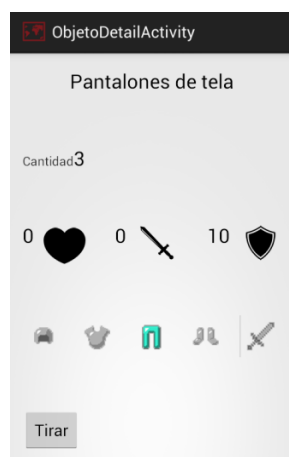 ObjetoDetailActivity
Pantalones de tela
Cantidad3
0 0 10
Tirar